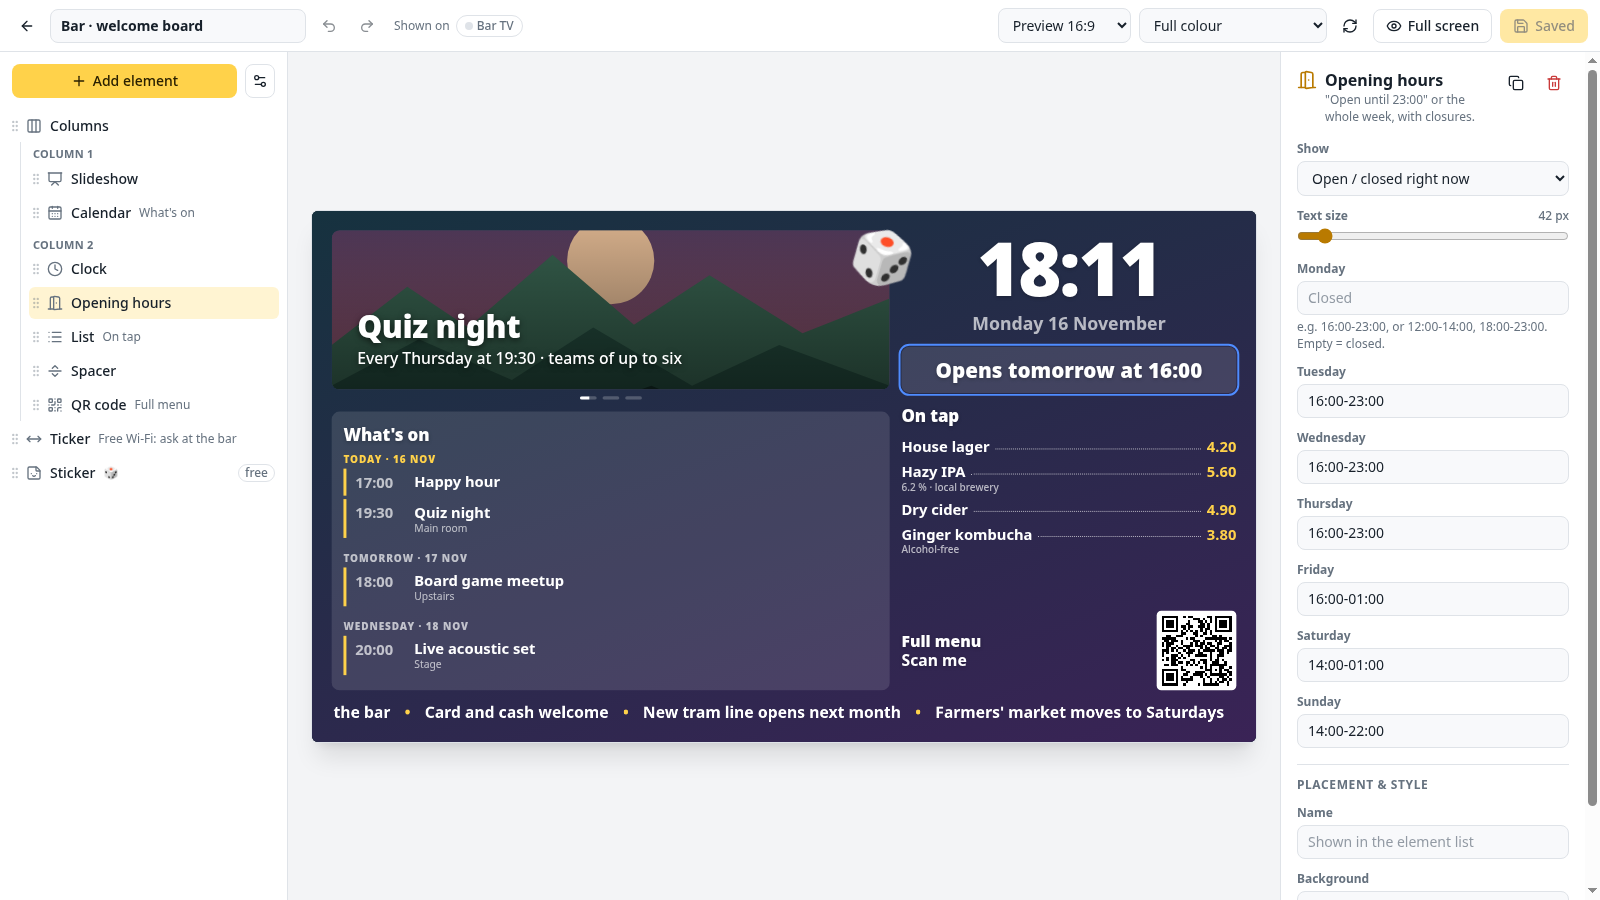 Bar · welcome board
Shown on
Bar TV
Preview 16:9
Full colour
Full screen
Saved
Add element
Columns
COLUMN 1
Slideshow
Calendar What's on
COLUMN 2
Clock
Opening hours
List On tap
Spacer
QR code Full menu
Ticker Free Wi-Fi: ask at the bar
Sticker
free
Quiz night
Every Thursday at 19:30 · teams of up to six
What's on
TODAY · 16 NOV
17:00 Happy hour
19:30 Quiz night
Main room
TOMORROW · 17 NOV
18:00 Board game meetup
Upstairs
WEDNESDAY · 18 NOV
20:00 Live acoustic set
Stage
18:11
Monday 16 November
Opens tomorrow at 16:00
On tap
House lager 4.20
Hazy IPA 5.60
6.2 % · local brewery
Dry cider 4.90
Ginger kombucha 3.80
Alcohol-free
Full menu
Scan me
the bar • Card and cash welcome • New tram line opens next month • Farmers' market moves to Saturdays
Opening hours
"Open until 23:00" or the
whole week, with closures.
Show
Open / closed right now
Text size 42 px
Monday
Closed
e.g. 16:00-23:00, or 12:00-14:00, 18:00-23:00.
Empty = closed.
Tuesday
16:00-23:00
Wednesday
16:00-23:00
Thursday
16:00-23:00
Friday
16:00-01:00
Saturday
14:00-01:00
Sunday
14:00-22:00
PLACEMENT & STYLE
Name
Shown in the element list
Background